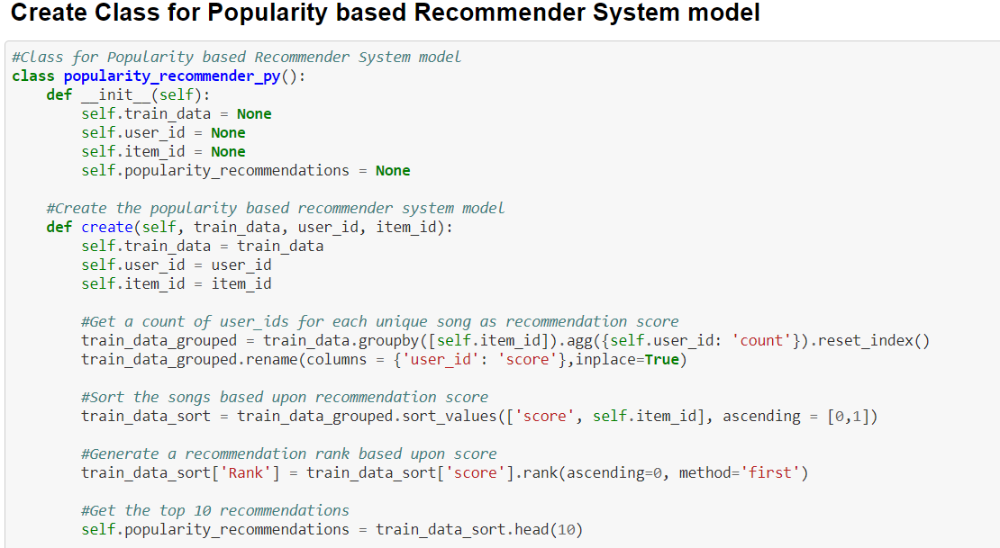 Create Class for Popularity based Recommender System model
#Class for Popularity based Recommender System model
class popularity_recommender_py():
    def __init__(self):
        self.train_data = None
        self.user_id = None
        self.item_id = None
        self.popularity_recommendations = None

    #Create the popularity based recommender system model
    def create(self, train_data, user_id, item_id):
        self.train_data = train_data
        self.user_id = user_id
        self.item_id = item_id

        #Get a count of user_ids for each unique song as recommendation score
        train_data_grouped = train_data.groupby([self.item_id]).agg({self.user_id: 'count'}).reset_index()
        train_data_grouped.rename(columns = {'user_id': 'score'},inplace=True)

        #Sort the songs based upon recommendation score
        train_data_sort = train_data_grouped.sort_values(['score', self.item_id], ascending = [0,1])

        #Generate a recommendation rank based upon score
        train_data_sort['Rank'] = train_data_sort['score'].rank(ascending=0, method='first')

        #Get the top 10 recommendations
        self.popularity_recommendations = train_data_sort.head(10)